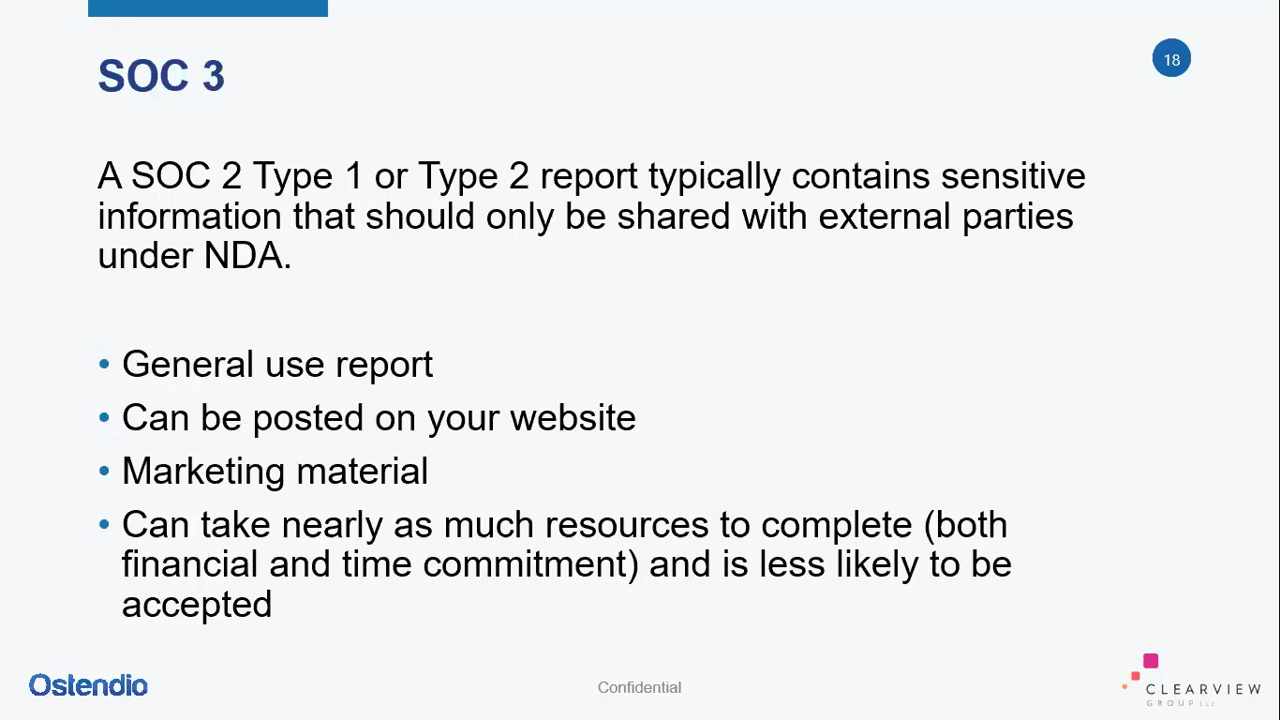 SOC 3
18
A SOC 2 Type 1 or Type 2 report typically contains sensitive
information that should only be shared with external parties
under NDA.
• General use report
• Can be posted on your website
• Marketing material
• Can take nearly as much resources to complete (both
financial and time commitment) and is less likely to be
accepted
Ostendio
Confidential
CLEARVIEW
GROUP LLC